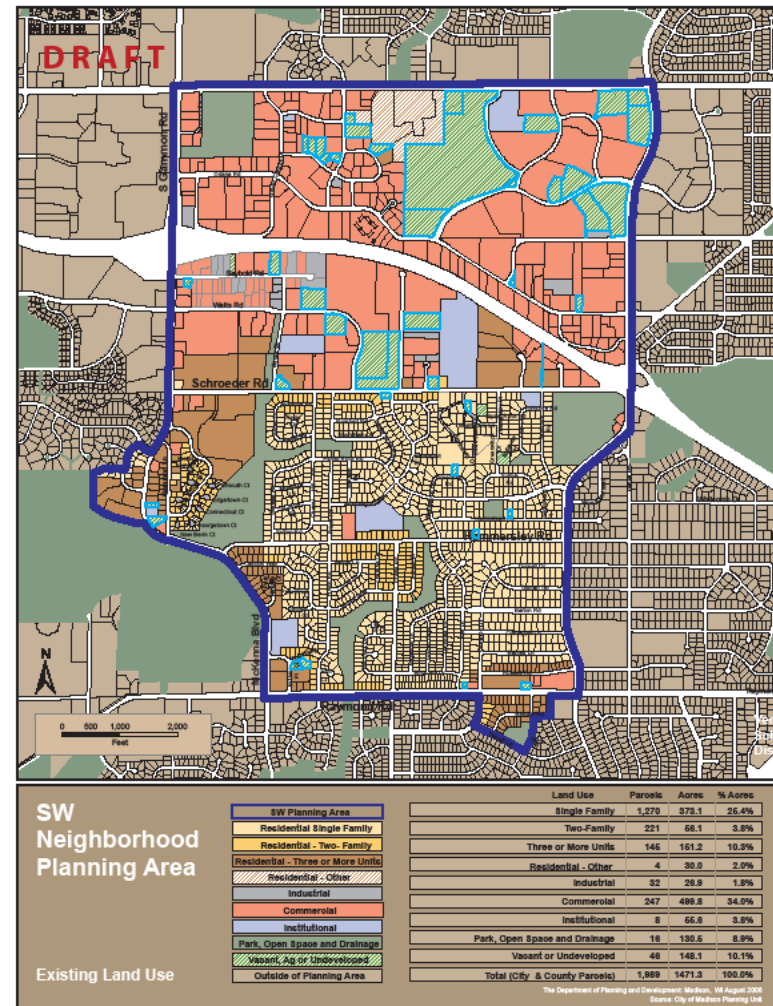 DRAFT
S Gammon Rd
Seybold Rd
Watts Rd
Schroeder Rd
Hammersley Rd
McKenna Blvd
Raymond Rd
N
0 500 1,000 2,000
Feet
SW
Neighborhood
Planning Area
Existing Land Use
SW Planning Area
Residential Single Family
Residential - Two- Family
Residential - Three or More Units
Residential - Other
Industrial
Commercial
Institutional
Park, Open Space and Drainage
Vacant, Ag or Undeveloped
Outside of Planning Area
Land Use Parcels Acres % Acres
Single Family 1,270 373.1 25.4%
Two-Family 221 56.1 3.8%
Three or More Units 145 151.2 10.3%
Residential - Other 4 30.0 2.0%
Industrial 32 26.9 1.8%
Commercial 247 499.8 34.0%
Institutional 8 55.6 3.8%
Park, Open Space and Drainage 16 130.5 8.9%
Vacant or Undeveloped 46 148.1 10.1%
Total (City & County Parcels) 1,989 1471.3 100.0%
The Department of Planning and Development: Madison, WI August 2006
Source: City of Madison Planning Unit